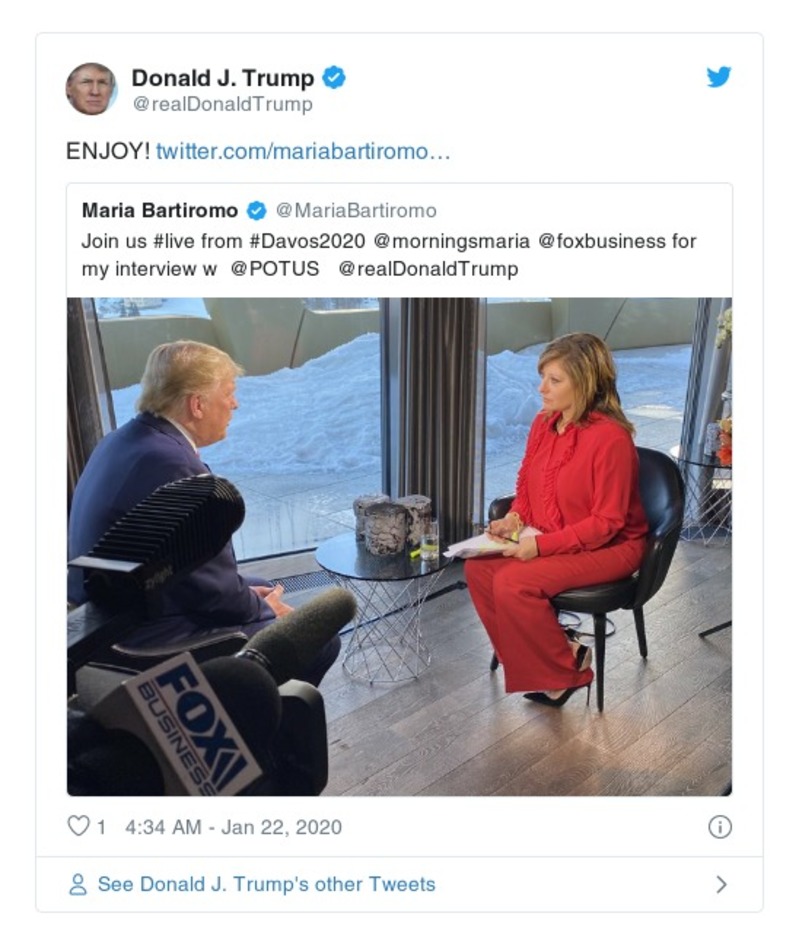 Donald J. Trump
@realDonaldTrump
ENJOY! twitter.com/mariabartiromo…
Maria Bartiromo @MariaBartiromo
Join us #live from #Davos2020 @morningsmaria @foxbusiness for
my interview w @POTUS @realDonaldTrump
zylight
FOX
BUSINESS
1 4:34 AM - Jan 22, 2020
See Donald J. Trump's other Tweets